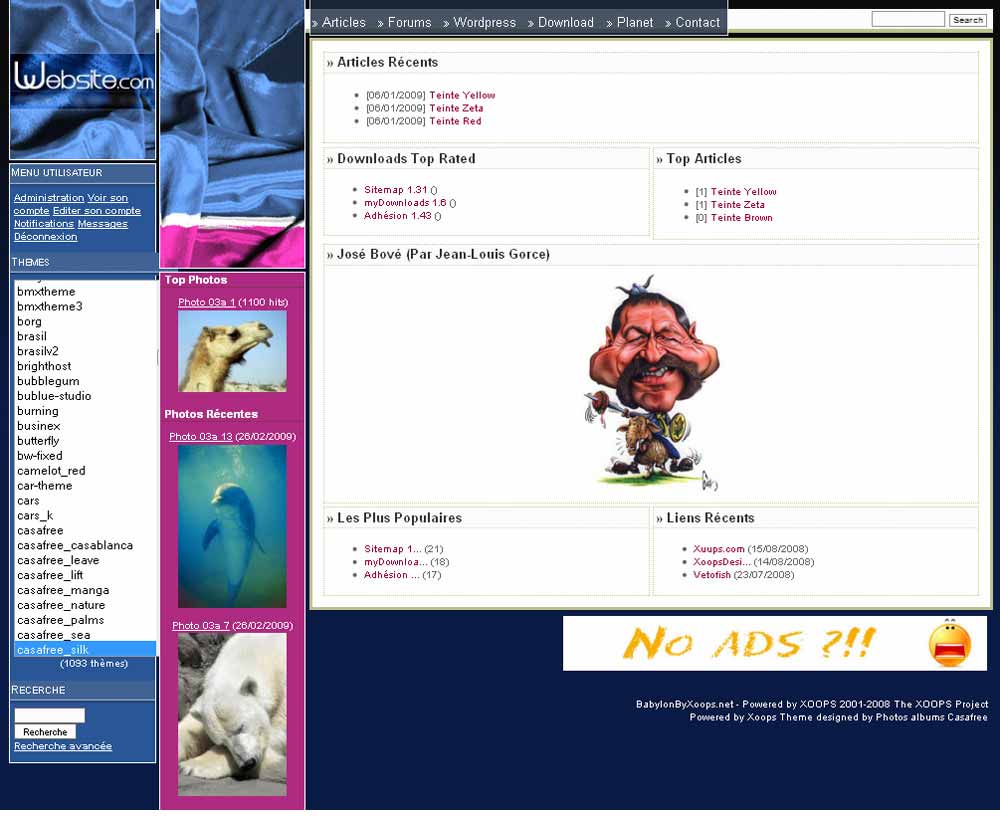 » Articles » Forums » Wordpress » Download » Planet » Contact
Search
Website.com
MENU UTILISATEUR
Administration Voir son
compte Editer son compte
Notifications Messages
Déconnexion
THEMES
bmxtheme
bmxtheme3
borg
brasil
brasilv2
brighthost
bubblegum
bublue-studio
burning
businex
butterfly
bw-fixed
camelot_red
car-theme
cars
cars_k
casafree
casafree_casablanca
casafree_leave
casafree_lift
casafree_manga
casafree_nature
casafree_palms
casafree_sea
casafree_silk
(1093 thèmes)
RECERCHE
Recherche
Recherche avancée
Top Photos
Photo 03a 1 (1100 hits)
Photos Récentes
Photo 03a 13 (26/02/2009)
Photo 03a 7 (26/02/2009)
» Articles Récents
[06/01/2009] Teinte Yellow
[06/01/2009] Teinte Zeta
[06/01/2009] Teinte Red
» Downloads Top Rated
Sitemap 1.31 ()
myDownloads 1.6 ()
Adhésion 1.43 ()
» Top Articles
[1] Teinte Yellow
[1] Teinte Zeta
[0] Teinte Brown
» José Bové (Par Jean-Louis Gorce)
» Les Plus Populaires
Sitemap 1... (21)
myDownloa... (18)
Adhésion ... (17)
» Liens Récents
Xuups.com (15/08/2008)
XoopsDesi... (14/08/2008)
Vetofish (23/07/2008)
No ADS ?!!
BabylonByXoops.net - Powered by XOOPS 2001-2008 The XOOPS Project
Powered by Xoops Theme designed by Photos albums Casafree